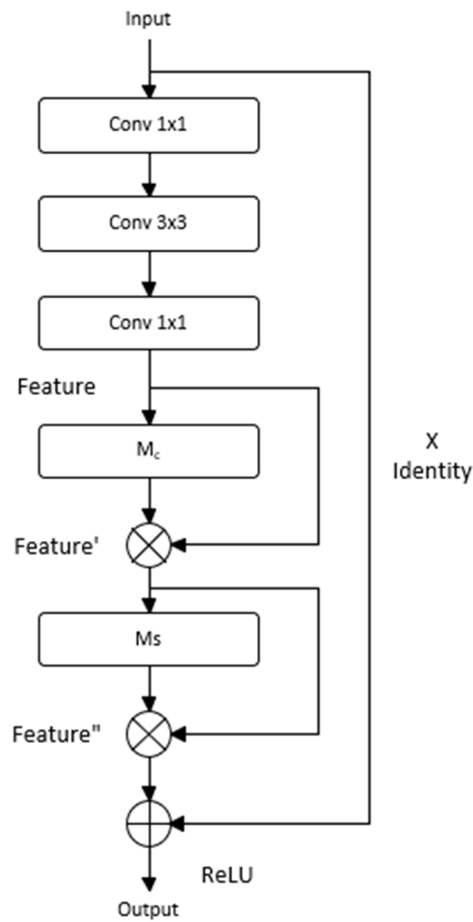 Input
Conv 1x1
Conv 3x3
Conv 1x1
Feature
Mc
X
Identity
Feature'
Ms
Feature"
ReLU
Output